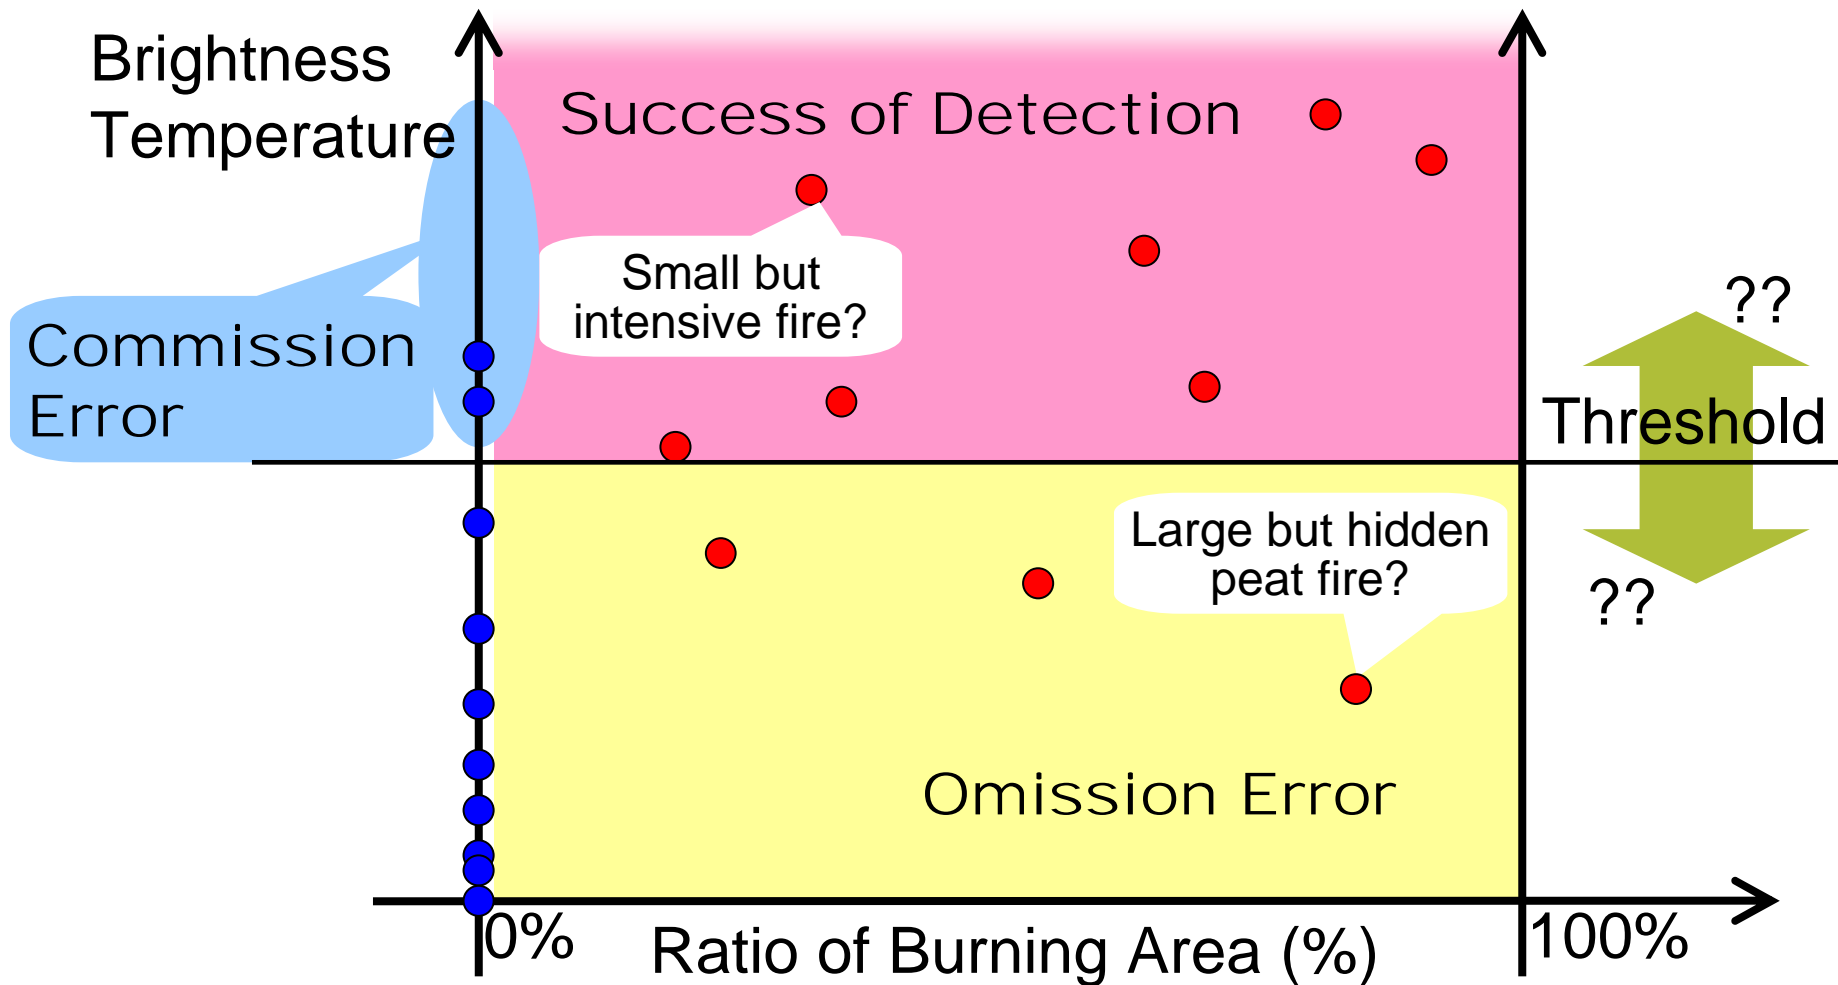 Brightness
Temperature
Success of Detection
Small but
intensive fire?
Commission
Error
??
Threshold
Large but hidden
peat fire?
??
Omission Error
0%
Ratio of Burning Area (%)
100%